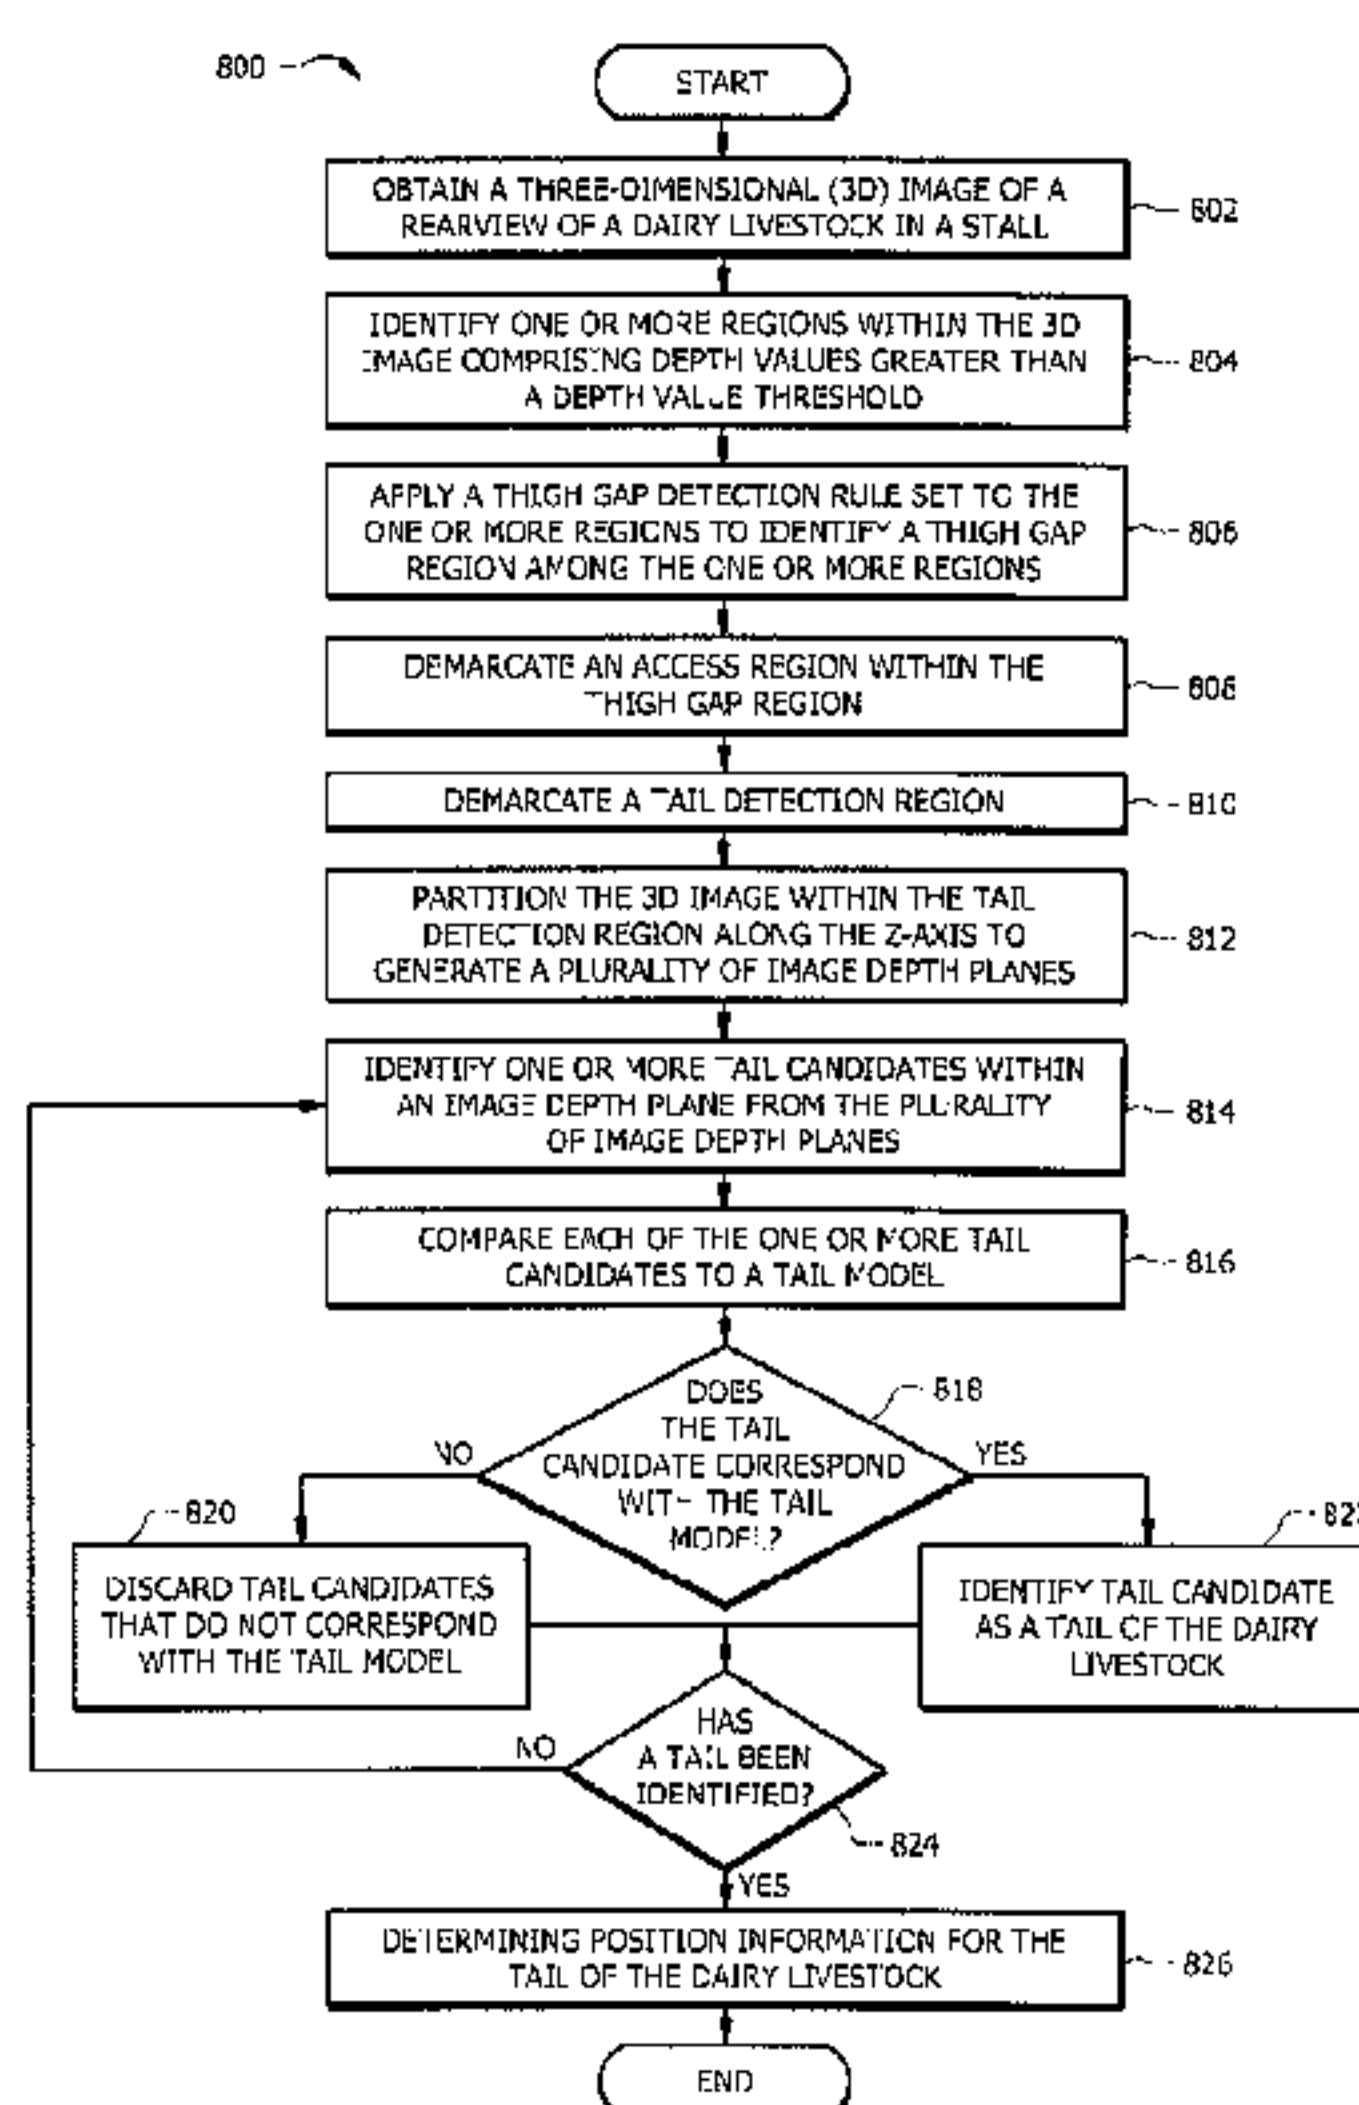 800
START
OBTAIN A THREE-DIMENSIONAL (3D) IMAGE OF A
REARVIEW OF A DAIRY LIVESTOCK IN A STALL
802
IDENTIFY ONE OR MORE REGIONS WITHIN THE 3D
IMAGE COMPRISING DEPTH VALUES GREATER THAN
A DEPTH VALUE THRESHOLD
804
APPLY A THIGH GAP DETECTION RULE SET TO THE
ONE OR MORE REGIONS TO IDENTIFY A THIGH GAP
REGION AMONG THE ONE OR MORE REGIONS
806
DEMARCATE AN ACCESS REGION WITHIN THE
THIGH GAP REGION
808
DEMARCATE A TAIL DETECTION REGION
810
PARTITION THE 3D IMAGE WITHIN THE TAIL
DETECTION REGION ALONG THE Z-AXIS TO
GENERATE A PLURALITY OF IMAGE DEPTH PLANES
812
IDENTIFY ONE OR MORE TAIL CANDIDATES WITHIN
AN IMAGE DEPTH PLANE FROM THE PLURALITY
OF IMAGE DEPTH PLANES
814
COMPARE EACH OF THE ONE OR MORE TAIL
CANDIDATES TO A TAIL MODEL
816
DOES
THE TAIL
CANDIDATE CORRESPOND
WITH THE TAIL
MODEL?
818
NO
YES
820
DISCARD TAIL CANDIDATES
THAT DO NOT CORRESPOND
WITH THE TAIL MODEL
IDENTIFY TAIL CANDIDATE
AS A TAIL OF THE DAIRY
LIVESTOCK
HAS
A TAIL BEEN
IDENTIFIED?
NO
824
YES
DETERMINING POSITION INFORMATION FOR THE
TAIL OF THE DAIRY LIVESTOCK
826
END